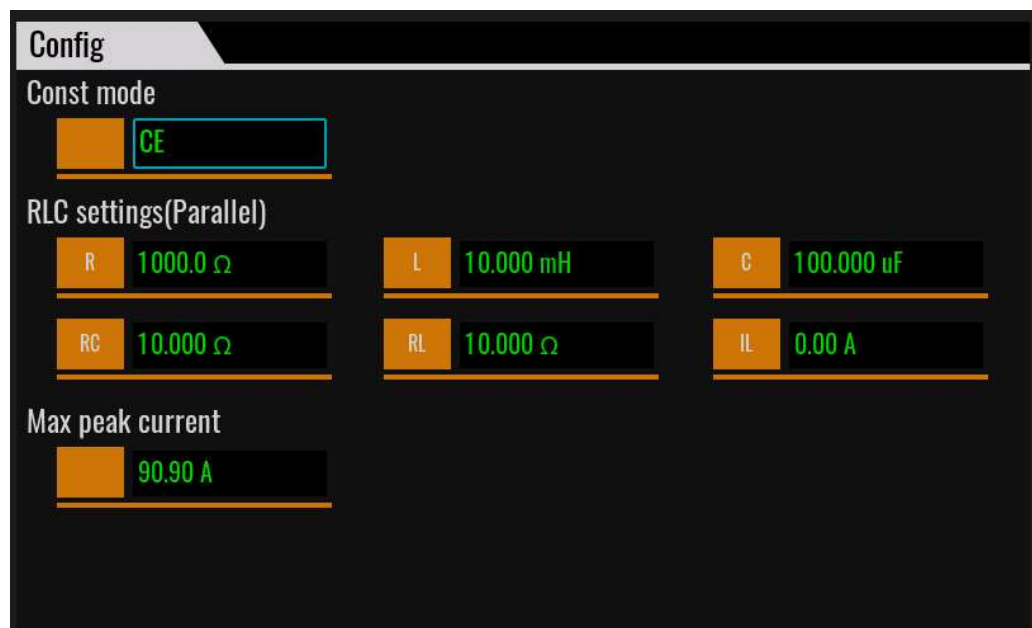 Config
Const mode
CE
RLC settings(Parallel)
R 1000.0 Ω L 10.000 mH C 100.000 uF
RC 10.000 Ω RL 10.000 Ω IL 0.00 A
Max peak current
90.90 A